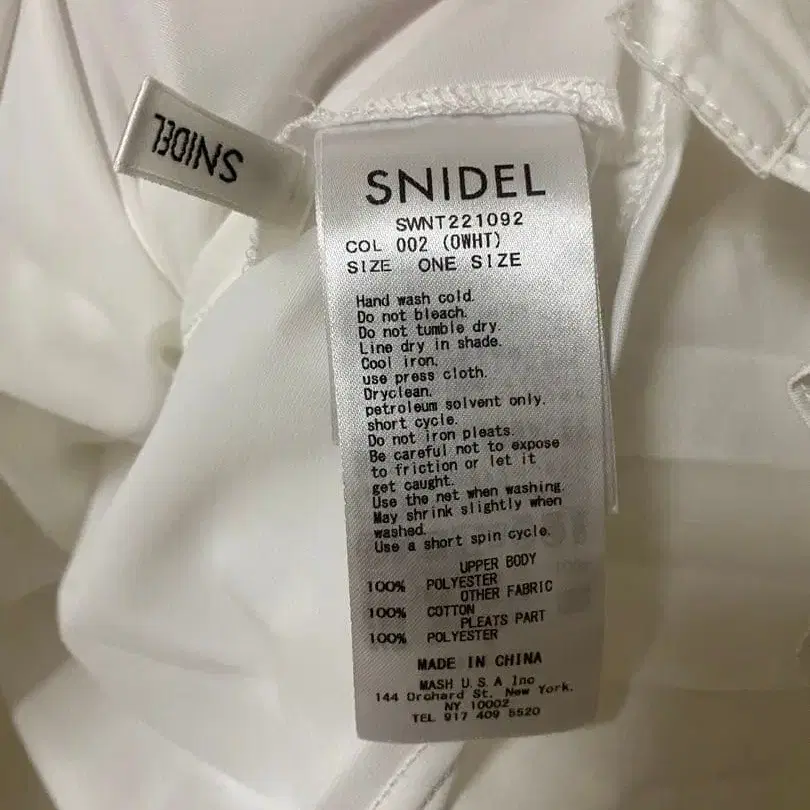 SNIDEL
SNIDEL
SWNT221092
COL 002 (OWHT)
SIZE ONE SIZE
Hand wash cold.
Do not bleach.
Do not tumble dry.
Line dry in shade.
Cool iron.
use press cloth.
Dryclean.
petroleum solvent only.
short cycle.
Do not iron pleats.
Be careful not to expose
to friction or let it
get caught.
Use the net when washing.
May shrink slightly when
washed.
Use a short spin cycle.
UPPER BODY
100% POLYESTER
OTHER FABRIC
100% COTTON
PLEATS PART
100% POLYESTER
MADE IN CHINA
MASH U.S.A Inc
144 Orchard St. New York.
NY 10002
TEL 917 409 5520